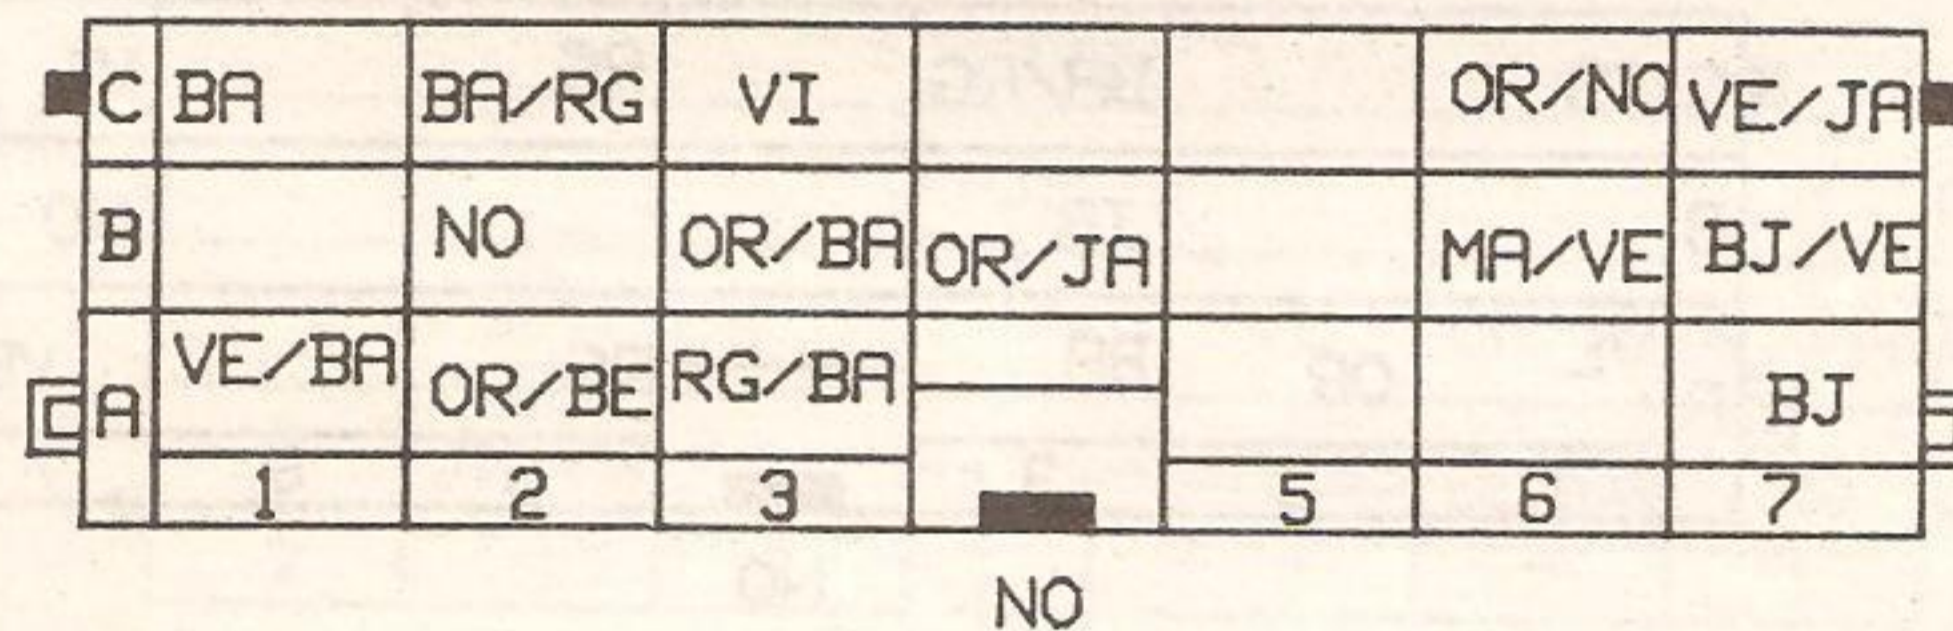 C BA BA/RG VI OR/NO VE/JA
B NO OR/BA OR/JA MA/VE BJ/VE
A VE/BA OR/BE RG/BA BJ
1 2 3 5 6 7
NO